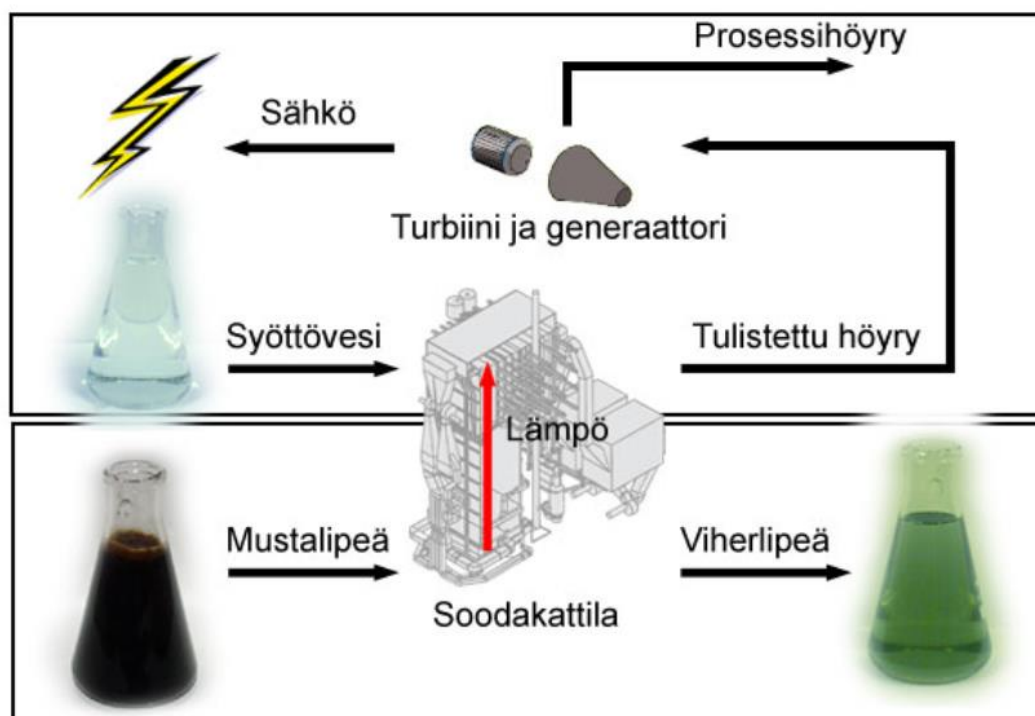 Prosessihöyry
Sähkö
Turbiini ja generaattori
Syöttövesi
Tulistettu höyry
Lämpö
Mustalipeä
Viherlipeä
Soodakattila